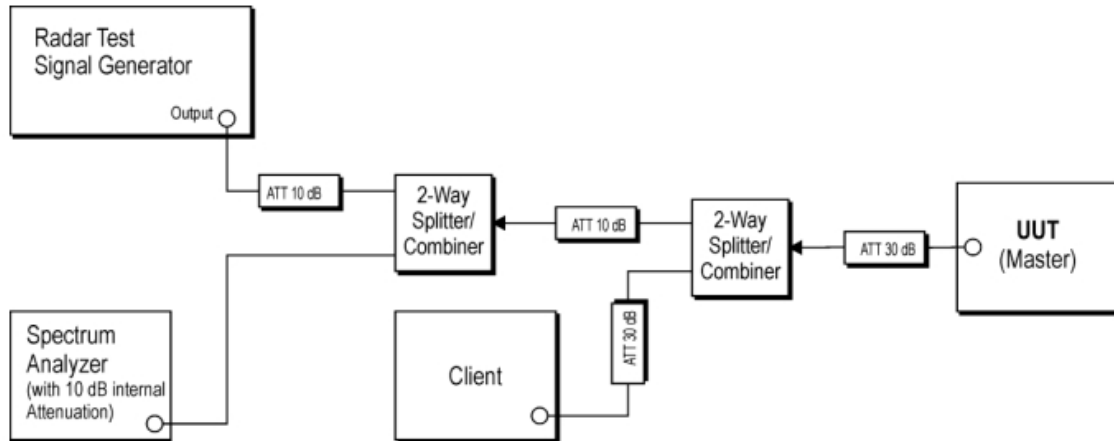 Radar Test
Signal Generator
Output
ATT 10 dB
2-Way
Splitter/
Combiner
ATT 10 dB
2-Way
Splitter/
Combiner
ATT 30 dB
UUT
(Master)
Spectrum
Analyzer
(with 10 dB internal
Attenuation)
Client
ATT 30 dB